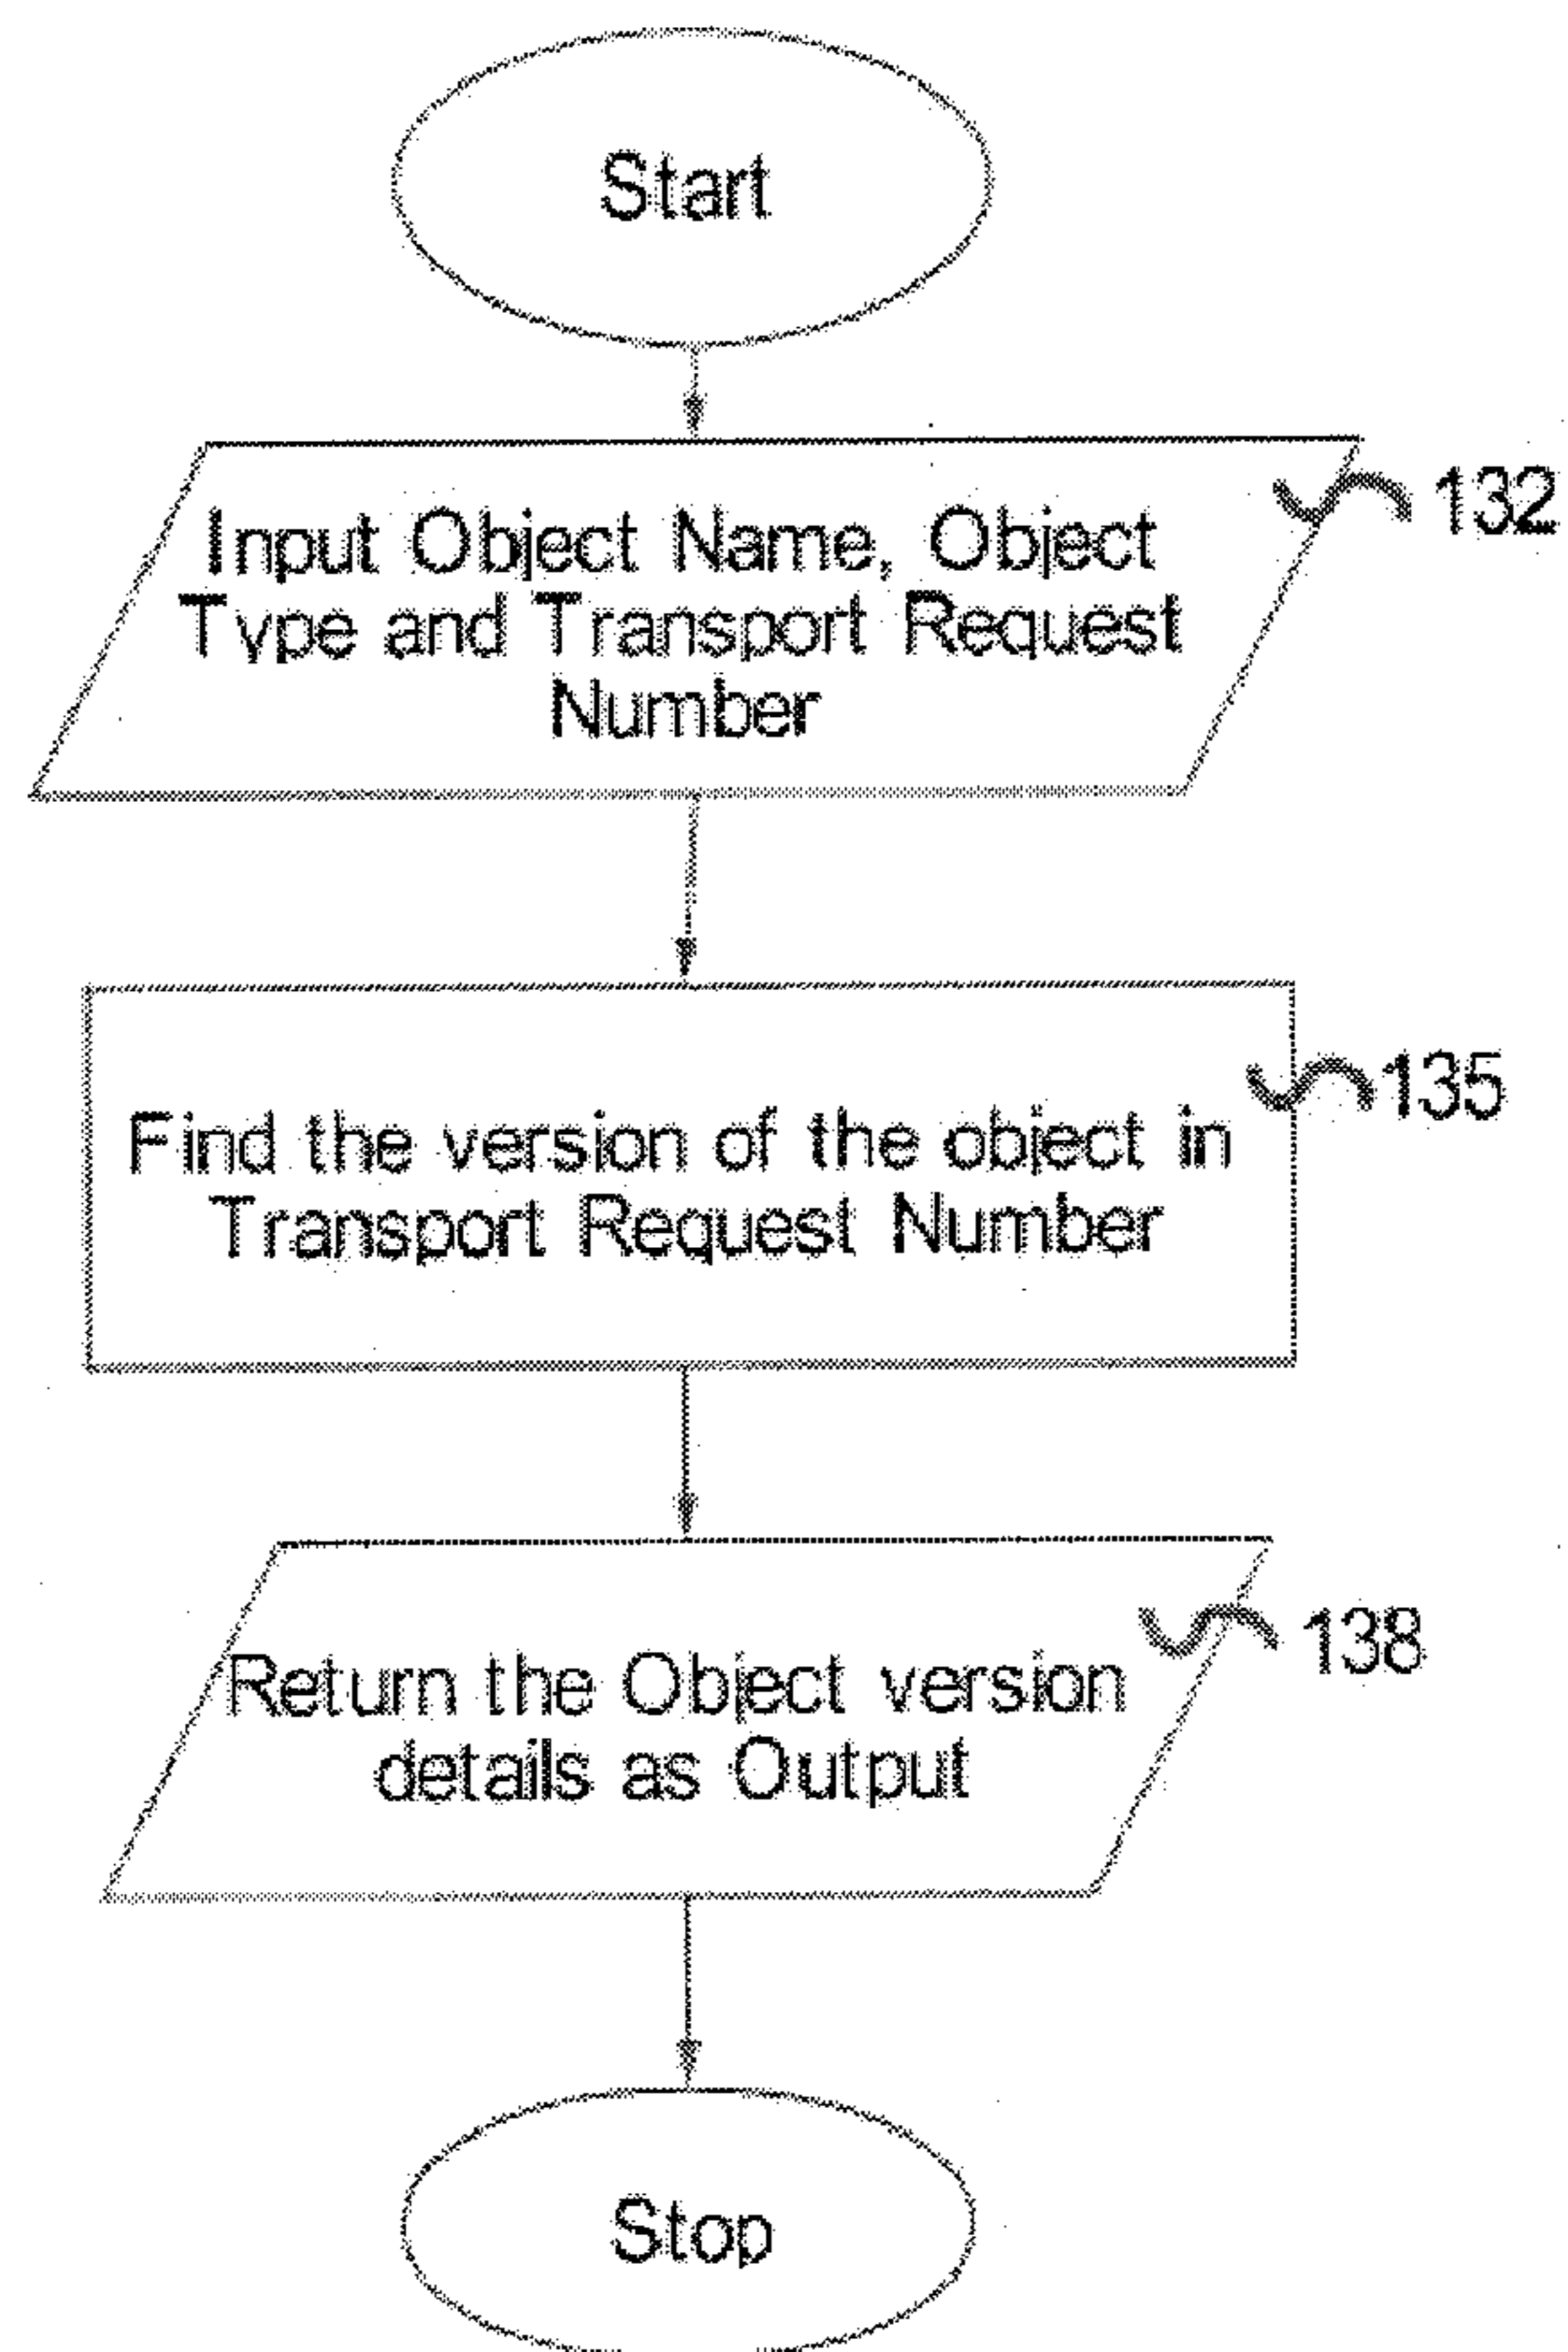 Start
Input Object Name, Object
Type and Transport Request
Number
132
Find the version of the object in
Transport Request Number
135
Return the Object version
details as Output
138
Stop